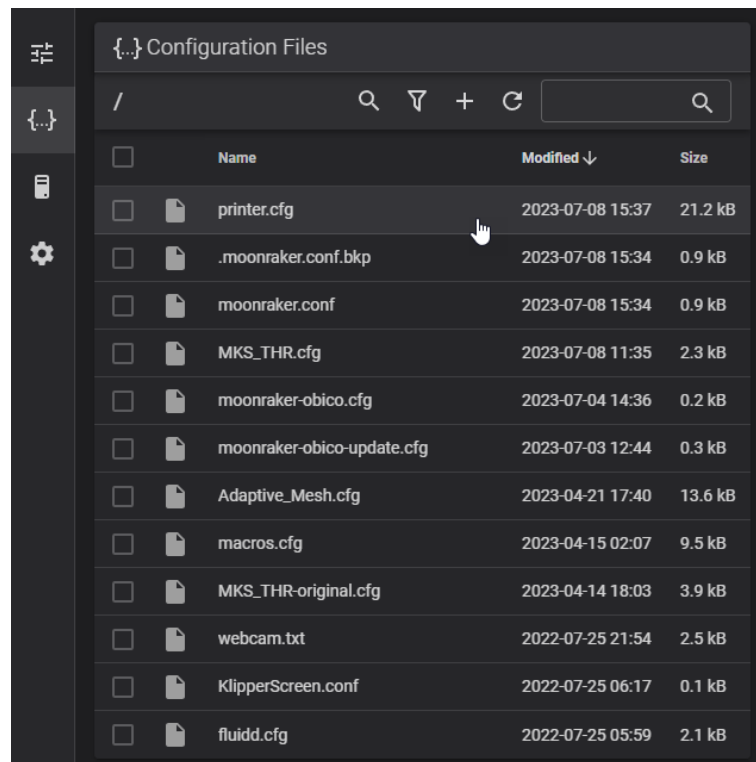 {...} Configuration Files
/
{...}
Name Modified Size
printer.cfg 2023-07-08 15:37 21.2 kB
.moonraker.conf.bkp 2023-07-08 15:34 0.9 kB
moonraker.conf 2023-07-08 15:34 0.9 kB
MKS_THR.cfg 2023-07-08 11:35 2.3 kB
moonraker-obico.cfg 2023-07-04 14:36 0.2 kB
moonraker-obico-update.cfg 2023-07-03 12:44 0.3 kB
Adaptive_Mesh.cfg 2023-04-21 17:40 13.6 kB
macros.cfg 2023-04-15 02:07 9.5 kB
MKS_THR-original.cfg 2023-04-14 18:03 3.9 kB
webcam.txt 2022-07-25 21:54 2.5 kB
KlipperScreen.conf 2022-07-25 06:17 0.1 kB
fluidd.cfg 2022-07-25 05:59 2.1 kB